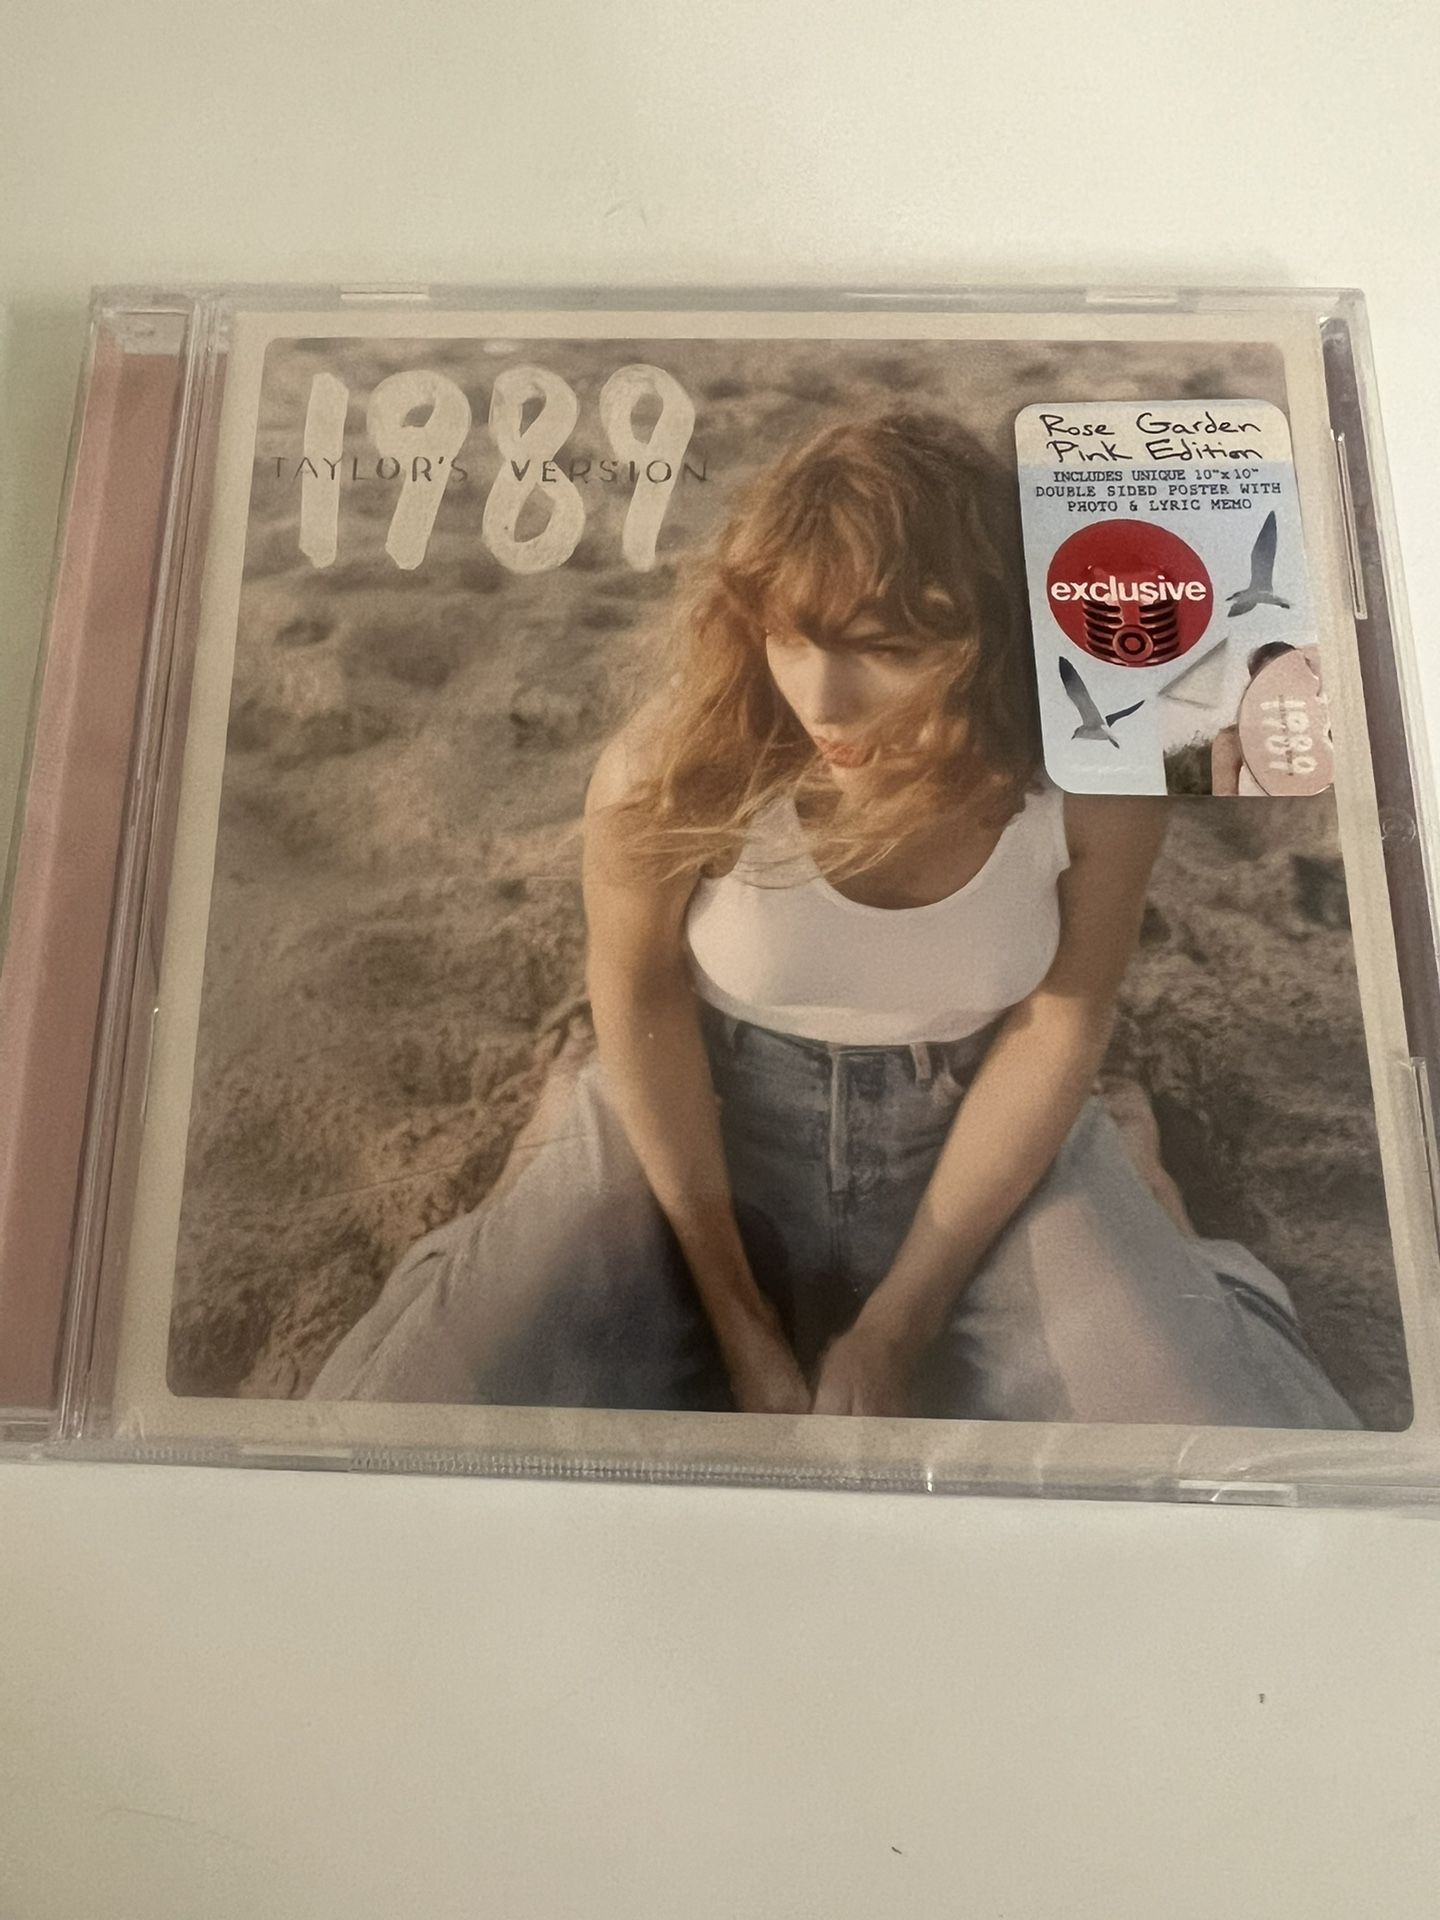 1989
TAYLOR'S VERSION
Rose Garden
Pink Edition
INCLUDES UNIQUE 10"x10"
DOUBLE SIDED POSTER WITH
PHOTO & LYRIC MEMO
exclusive
1989